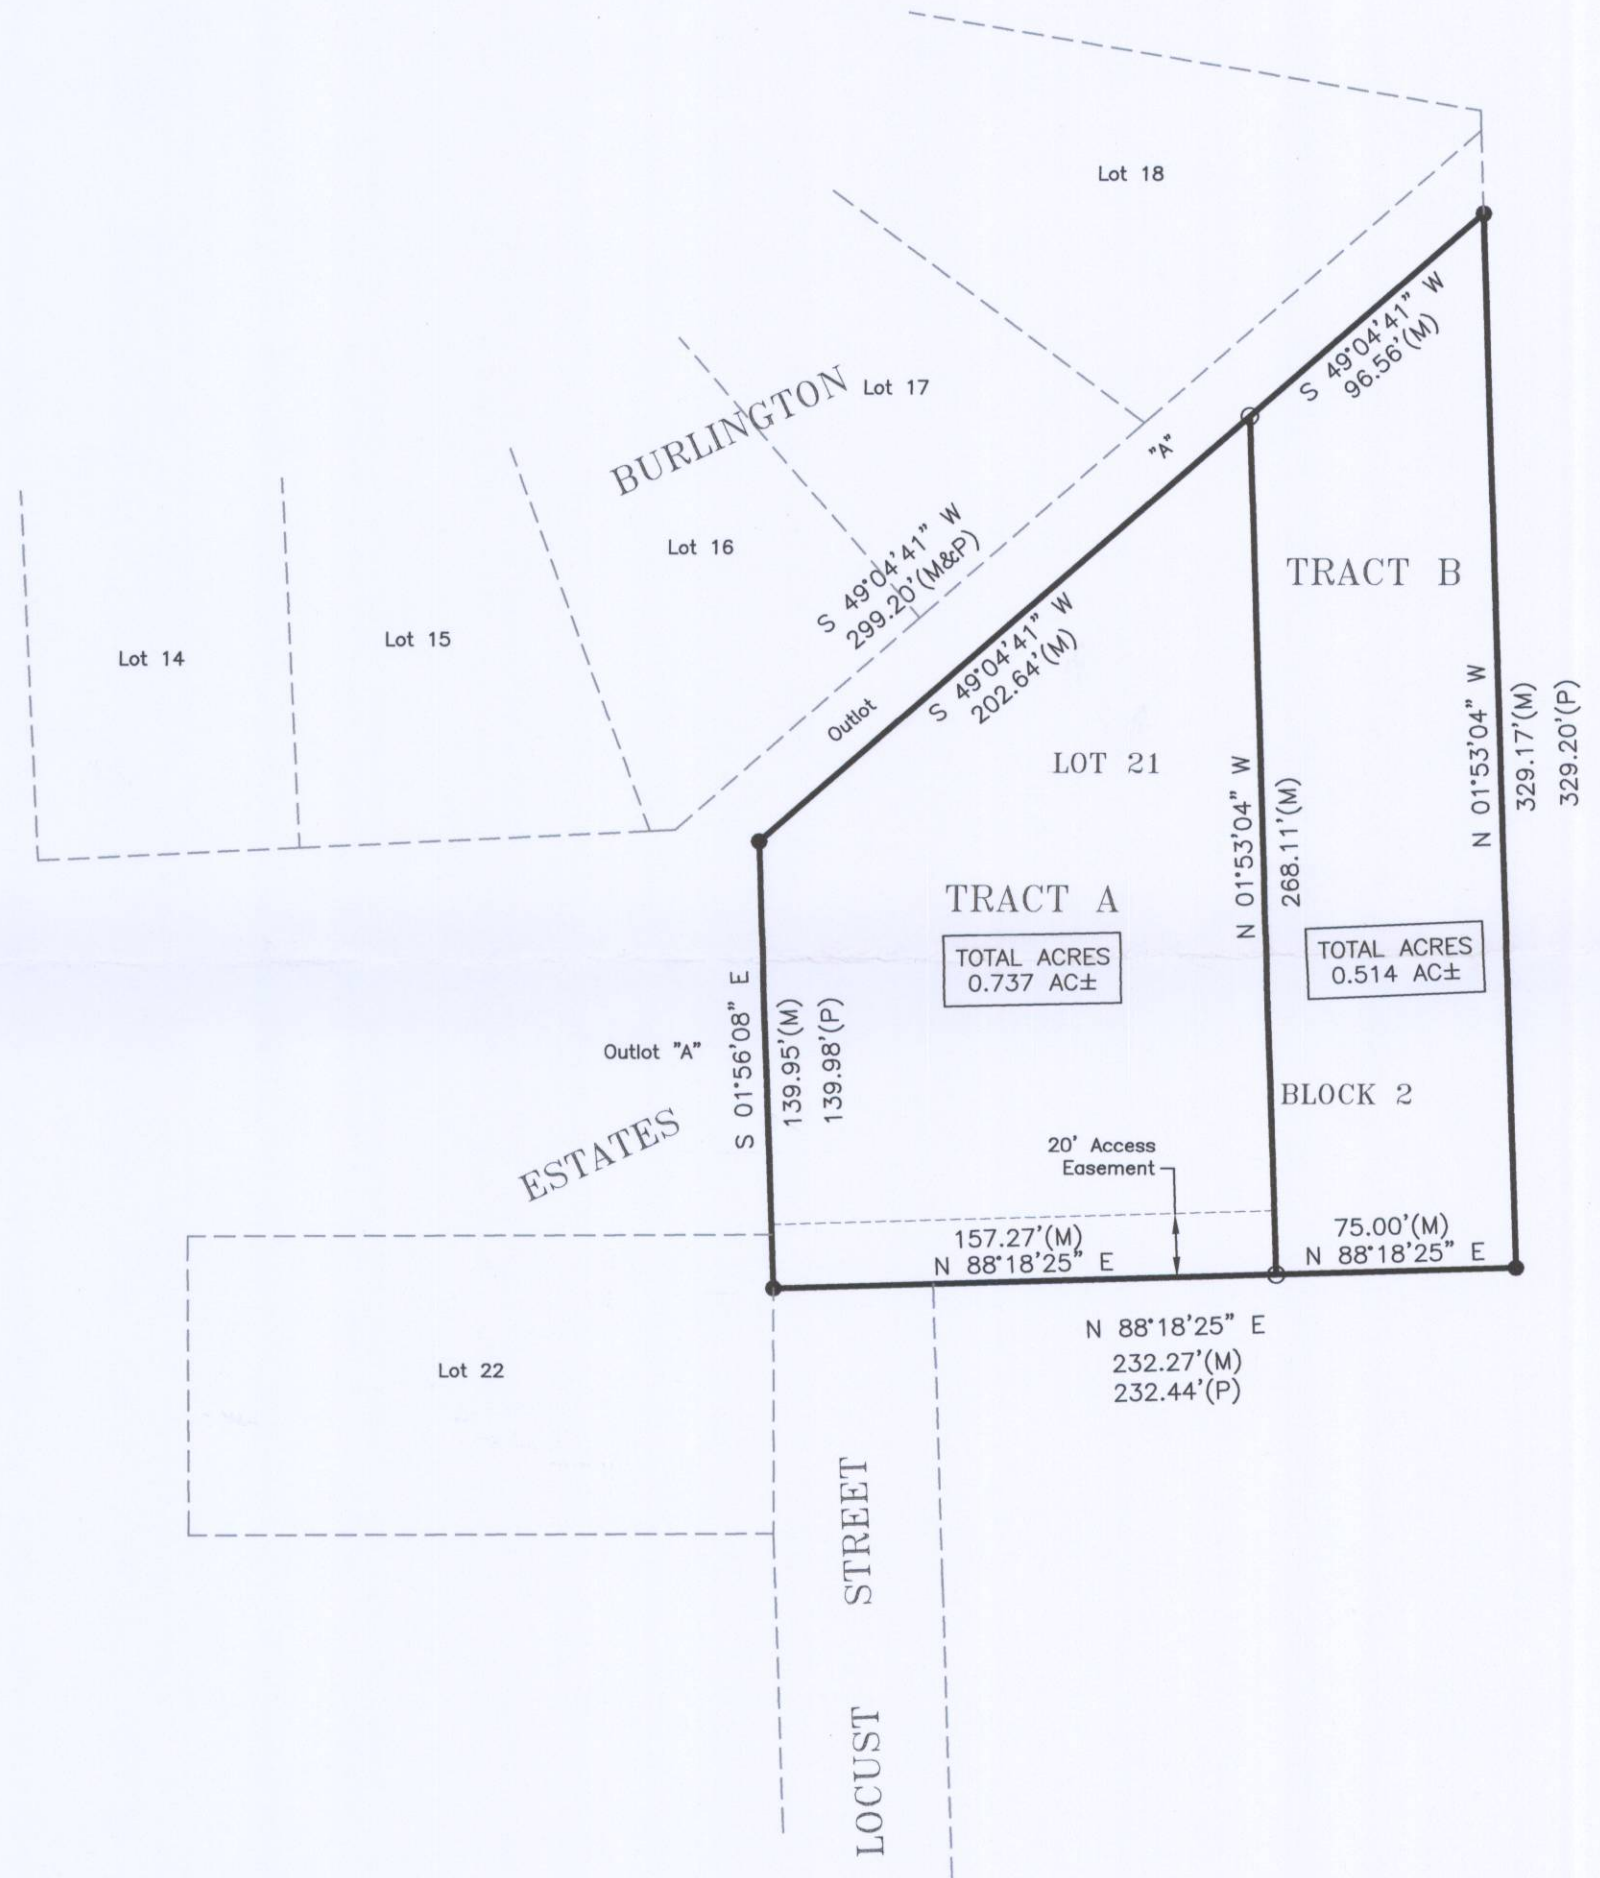 Lot 18
S 49°04'41" W
96.56'(M)
Lot 17
BURLINGTON
"A"
Lot 16
S 49°04'41" W
299.20'(M&P)
TRACT B
Lot 15
Lot 14
S 49°04'41" W
202.64'(M)
Outlot
LOT 21
N 01°53'04" W
268.11'(M)
N 01°53'04" W
329.17'(M)
329.20'(P)
TRACT A
TOTAL ACRES
0.737 AC±
TOTAL ACRES
0.514 AC±
Outlot "A"
S 01°56'08" E
139.95'(M)
139.98'(P)
BLOCK 2
ESTATES
20' Access
Easement
157.27'(M)
N 88°18'25" E
75.00'(M)
N 88°18'25" E
N 88°18'25" E
232.27'(M)
232.44'(P)
Lot 22
LOCUST STREET